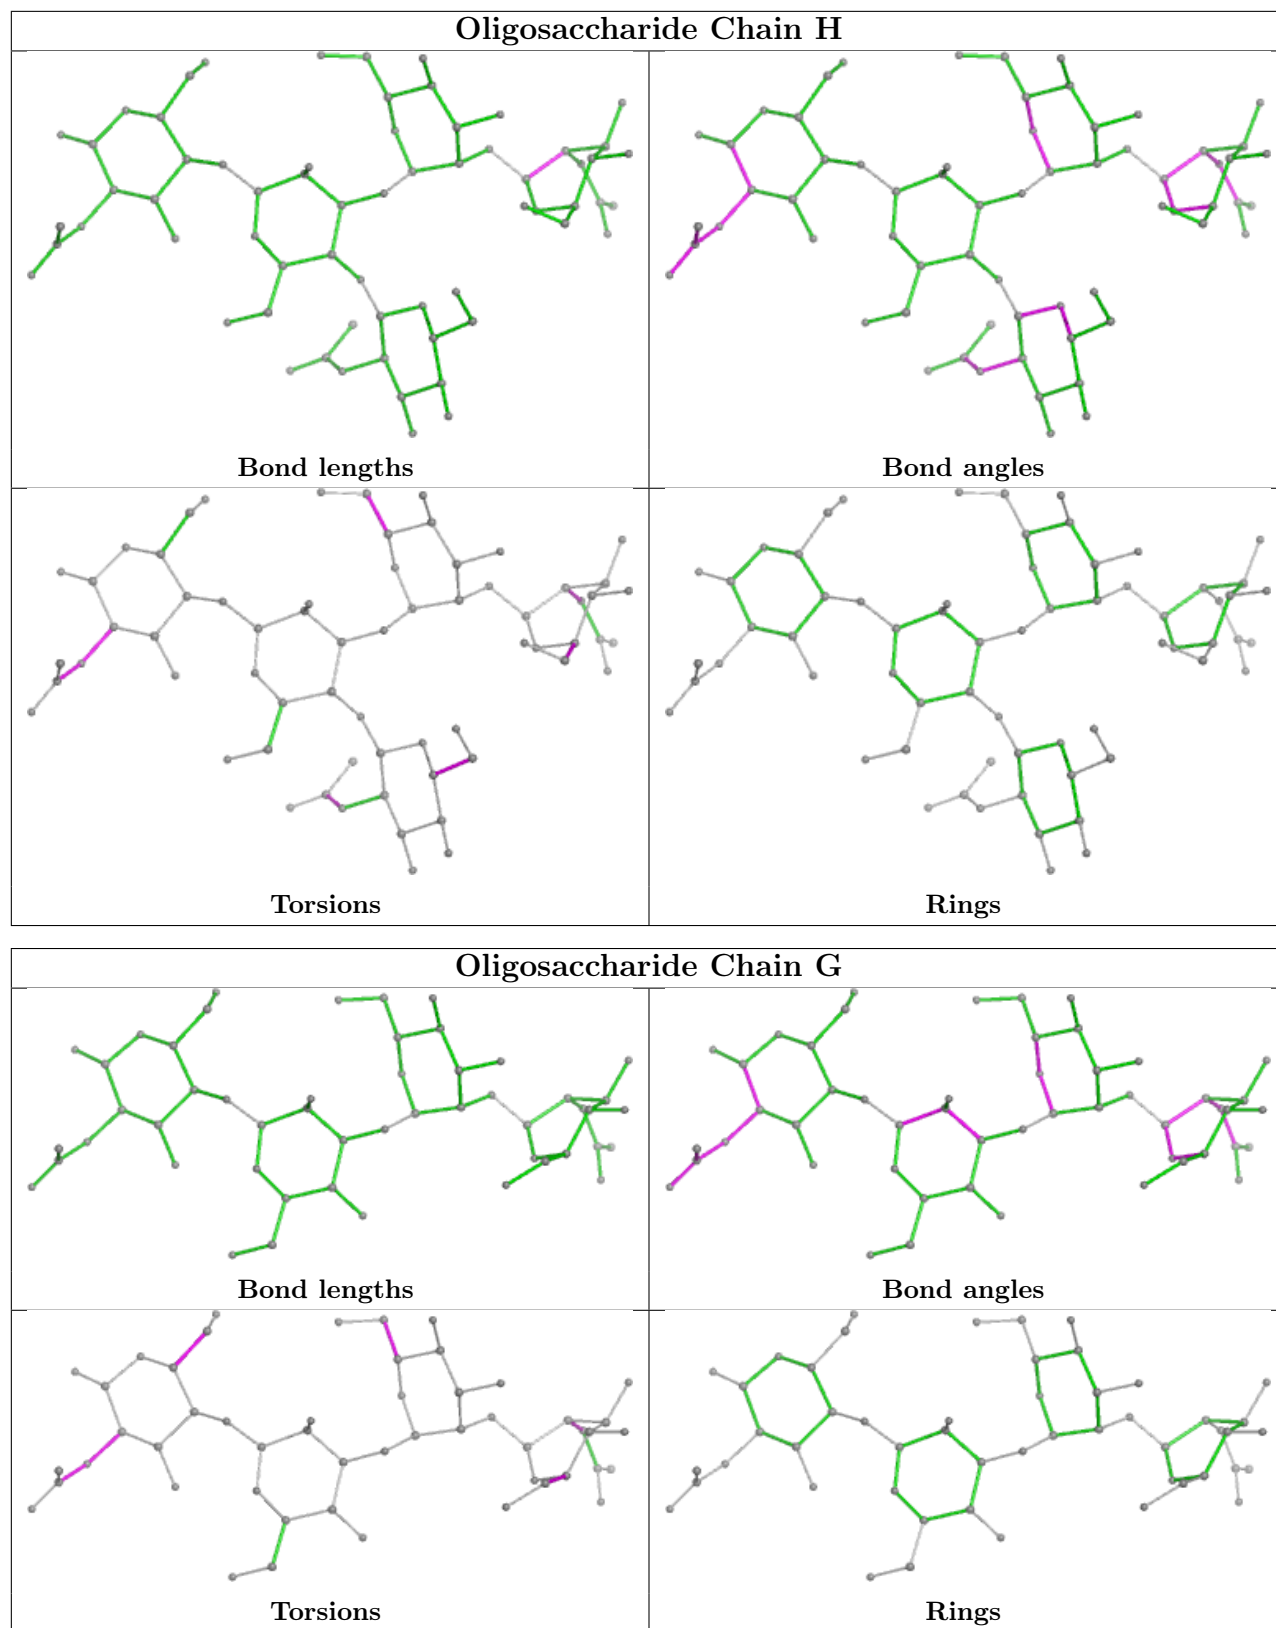 Oligosaccharide Chain H
Bond lengths
Bond angles
Torsions
Rings
Oligosaccharide Chain G
Bond lengths
Bond angles
Torsions
Rings